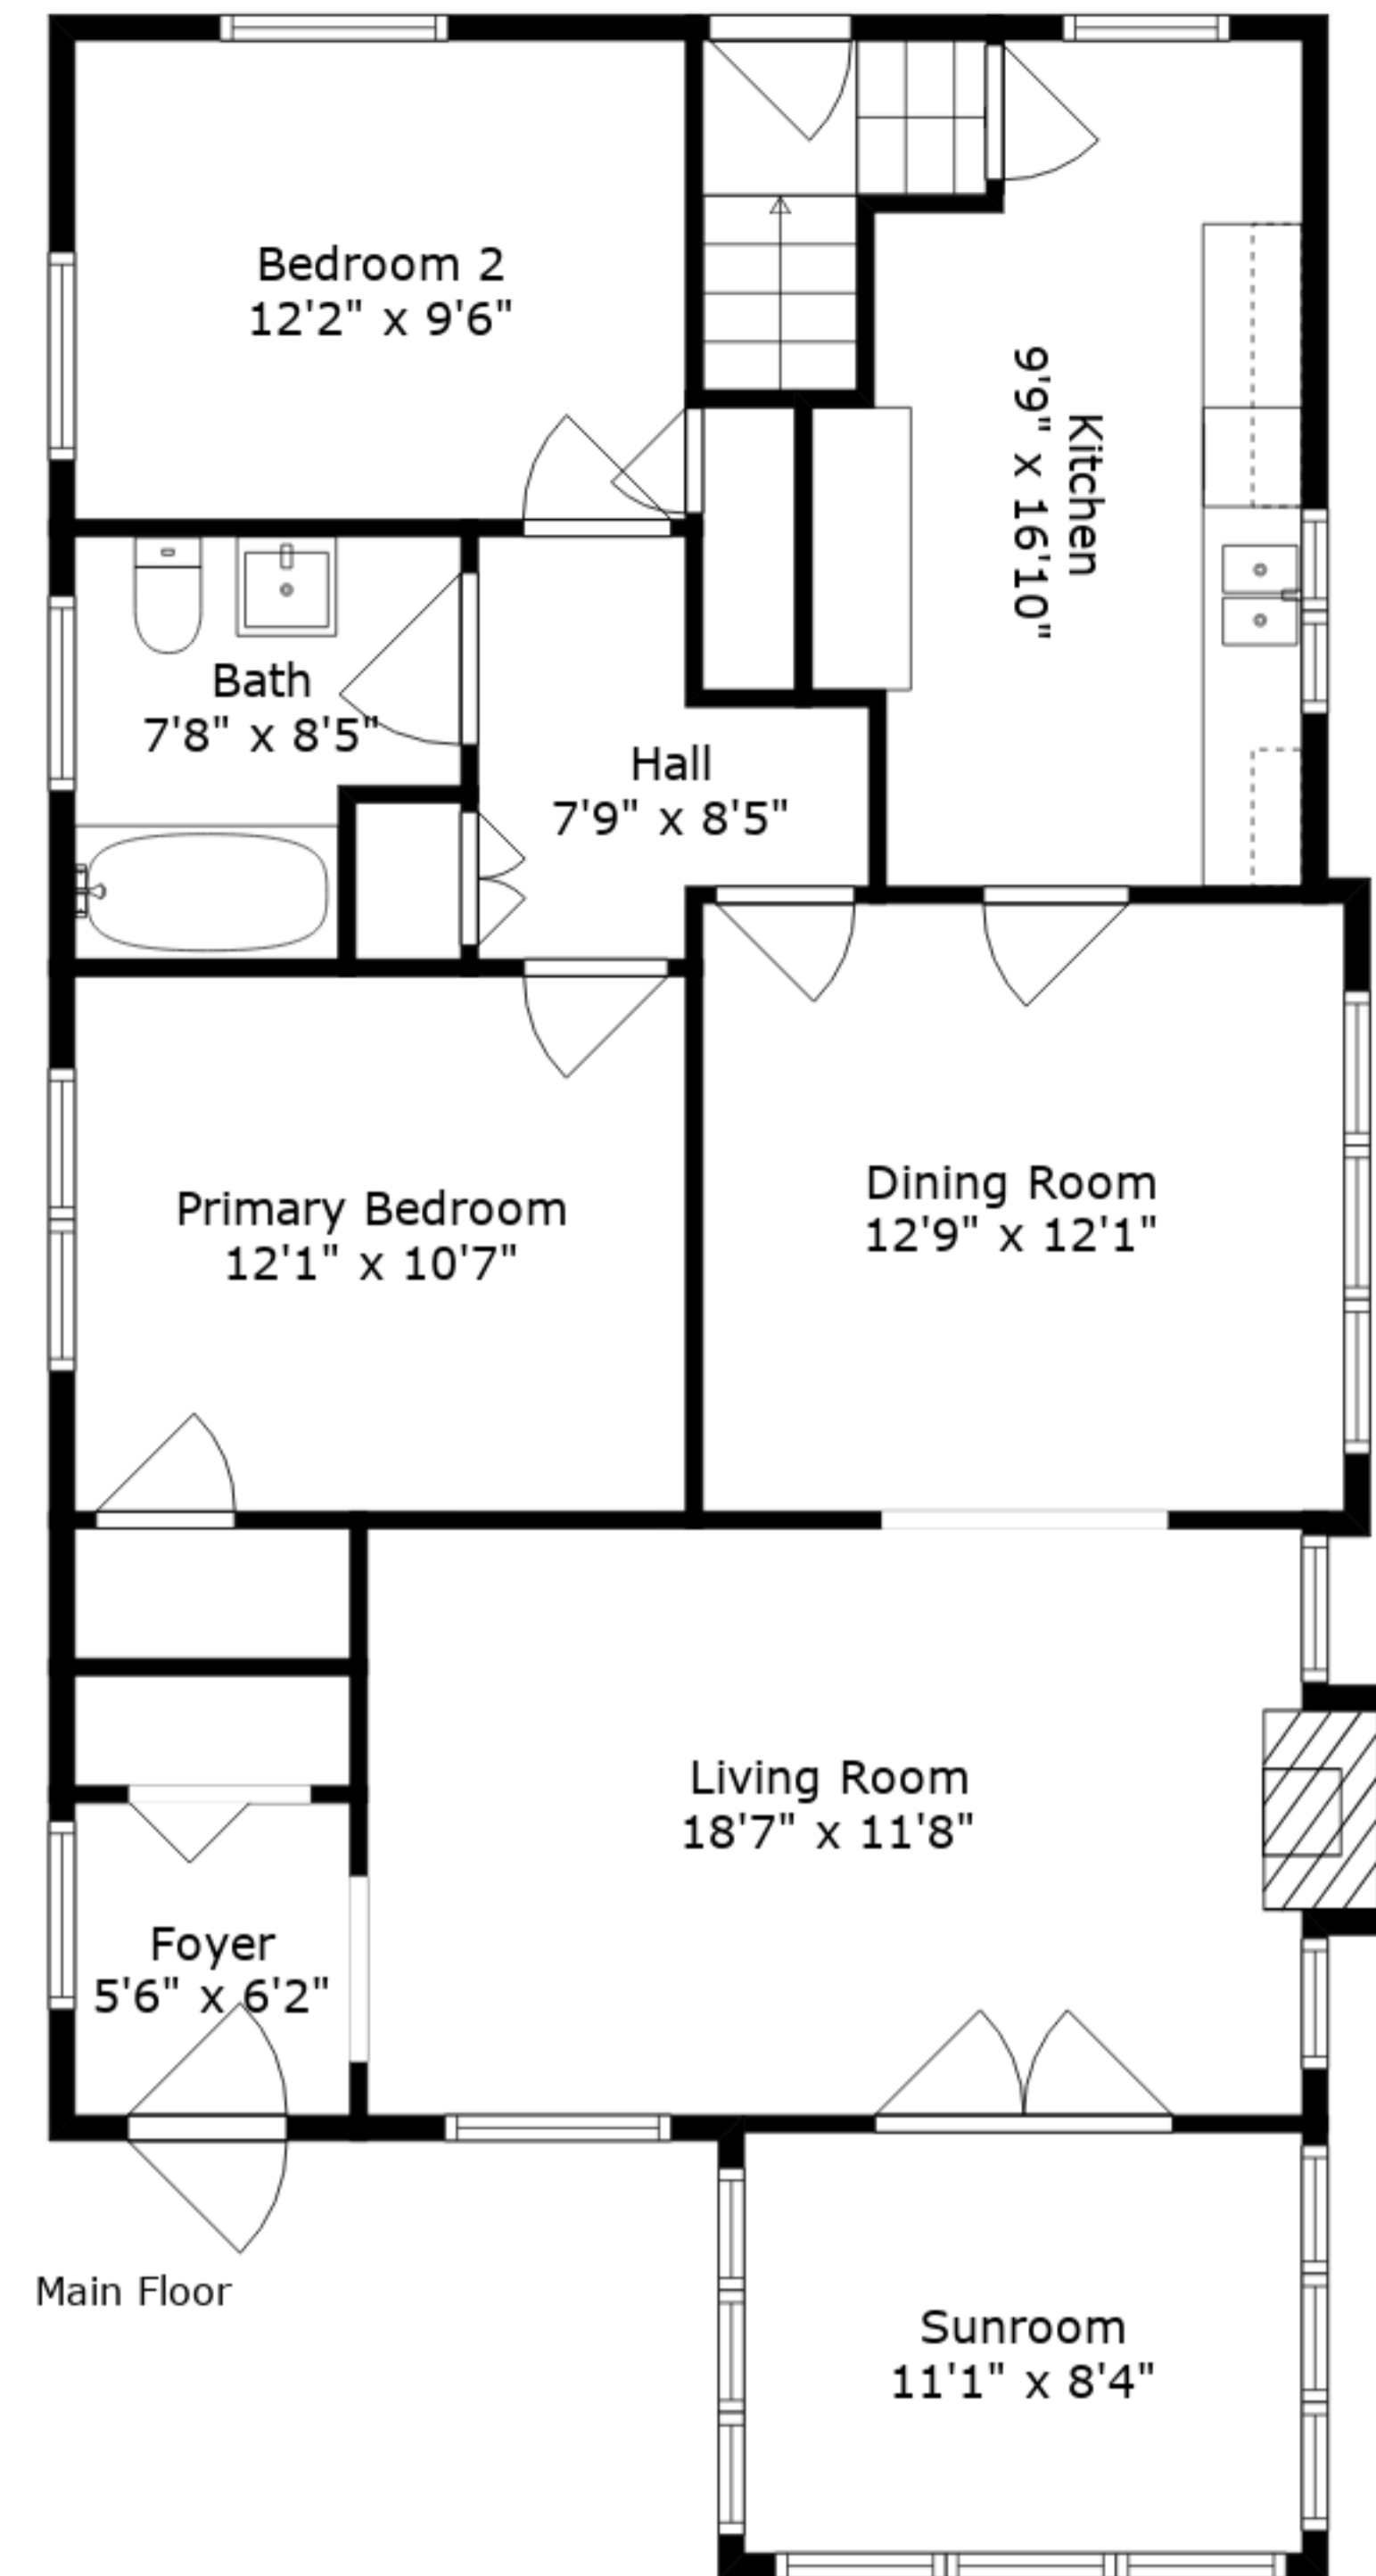 Bedroom 2
12'2" x 9'6"
Kitchen
9'9" x 16'10"
Bath
7'8" x 8'5"
Hall
7'9" x 8'5"
Primary Bedroom
12'1" x 10'7"
Dining Room
12'9" x 12'1"
Living Room
18'7" x 11'8"
Foyer
5'6" x 6'2"
Main Floor
Sunroom
11'1" x 8'4"